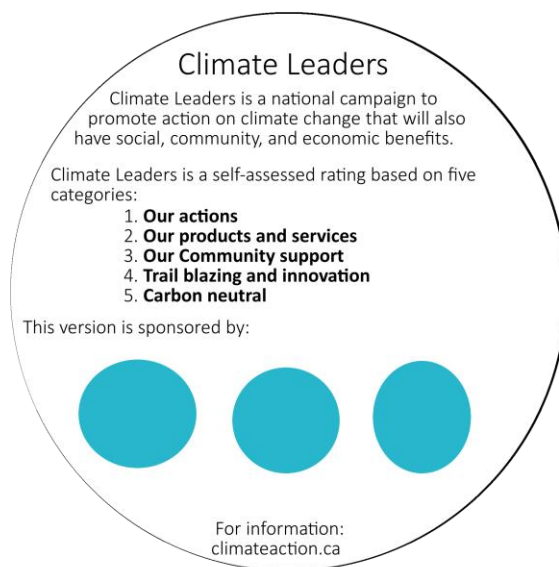 Climate Leaders
Climate Leaders is a national campaign to
promote action on climate change that will also
have social, community, and economic benefits.
Climate Leaders is a self-assessed rating based on five
categories:
1. Our actions
2. Our products and services
3. Our Community support
4. Trail blazing and innovation
5. Carbon neutral
This version is sponsored by:
For information:
climateaction.ca